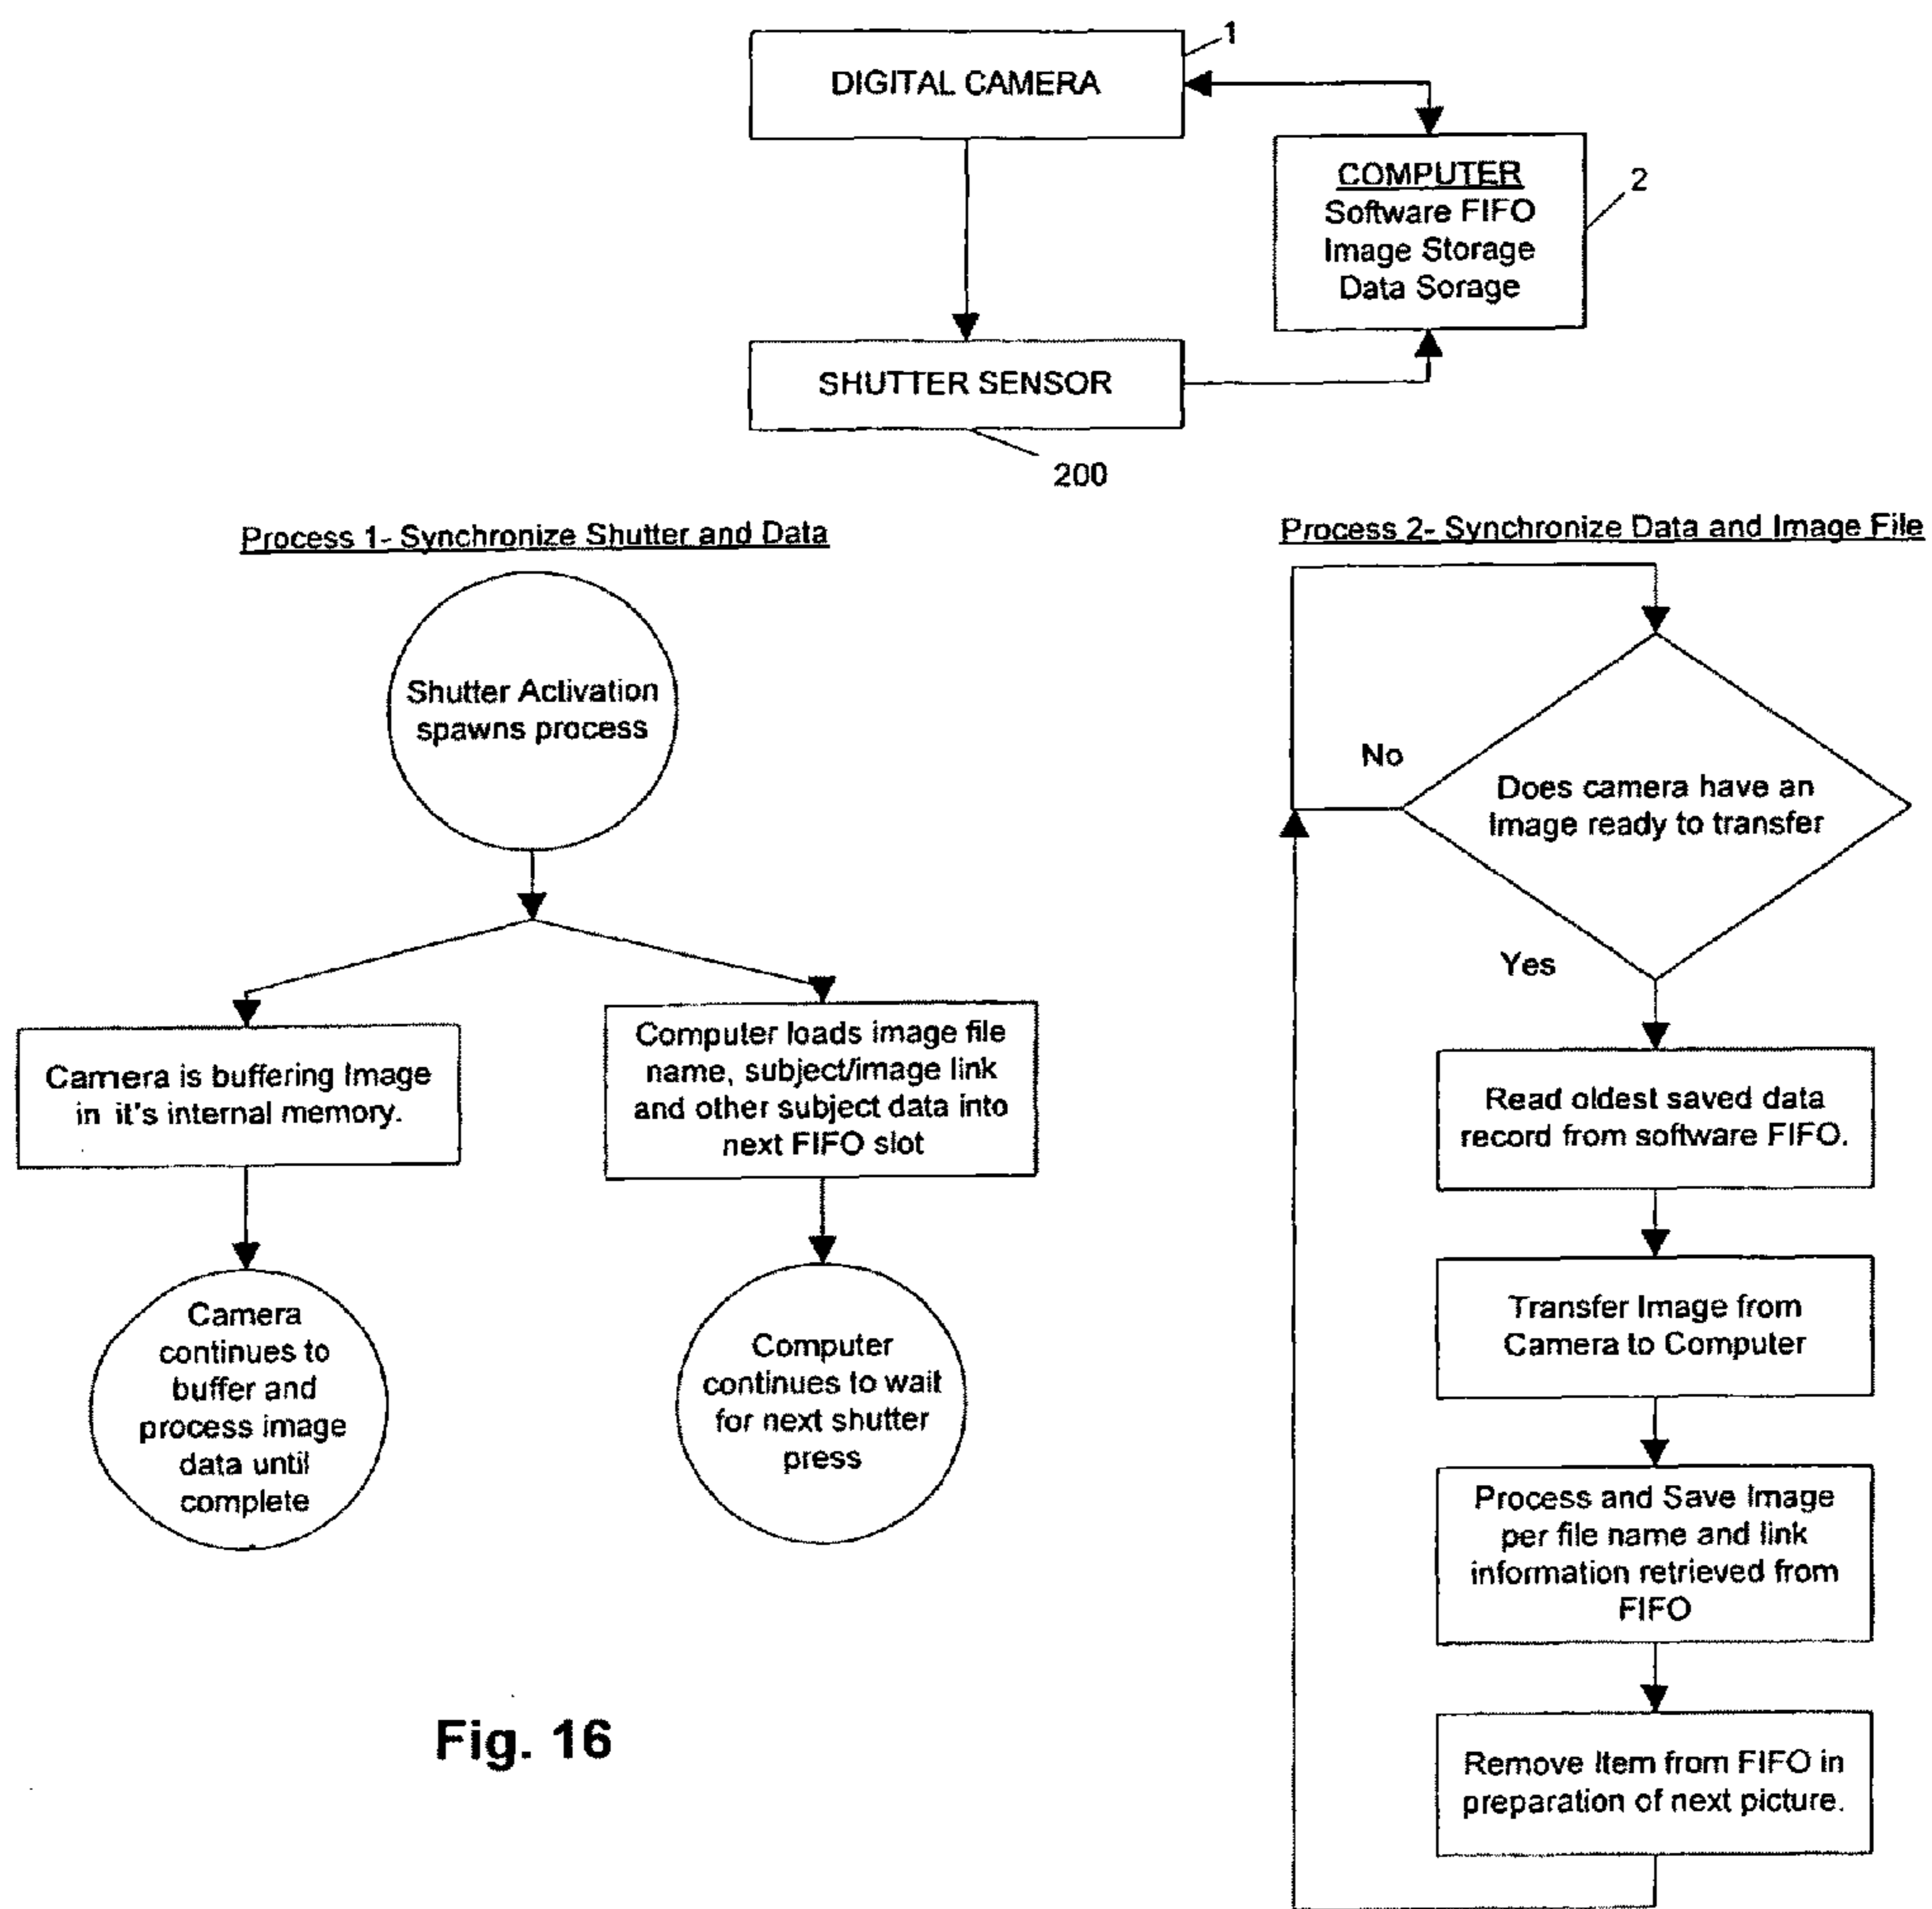 1
DIGITAL CAMERA
COMPUTER
Software FIFO
Image Storage
Data Sorage
2
SHUTTER SENSOR
200
Process 1- Synchronize Shutter and Data
Shutter Activation
spawns process
Camera is buffering Image
in it's internal memory.
Computer loads image file
name, subject/image link
and other subject data into
next FIFO slot
Camera
continues to
buffer and
process image
data until
complete
Computer
continues to wait
for next shutter
press
Process 2- Synchronize Data and Image File
No
Does camera have an
Image ready to transfer
Yes
Read oldest saved data
record from software FIFO.
Transfer Image from
Camera to Computer
Process and Save Image
per file name and link
information retrieved from
FIFO
Remove Item from FIFO in
preparation of next picture.
Fig. 16